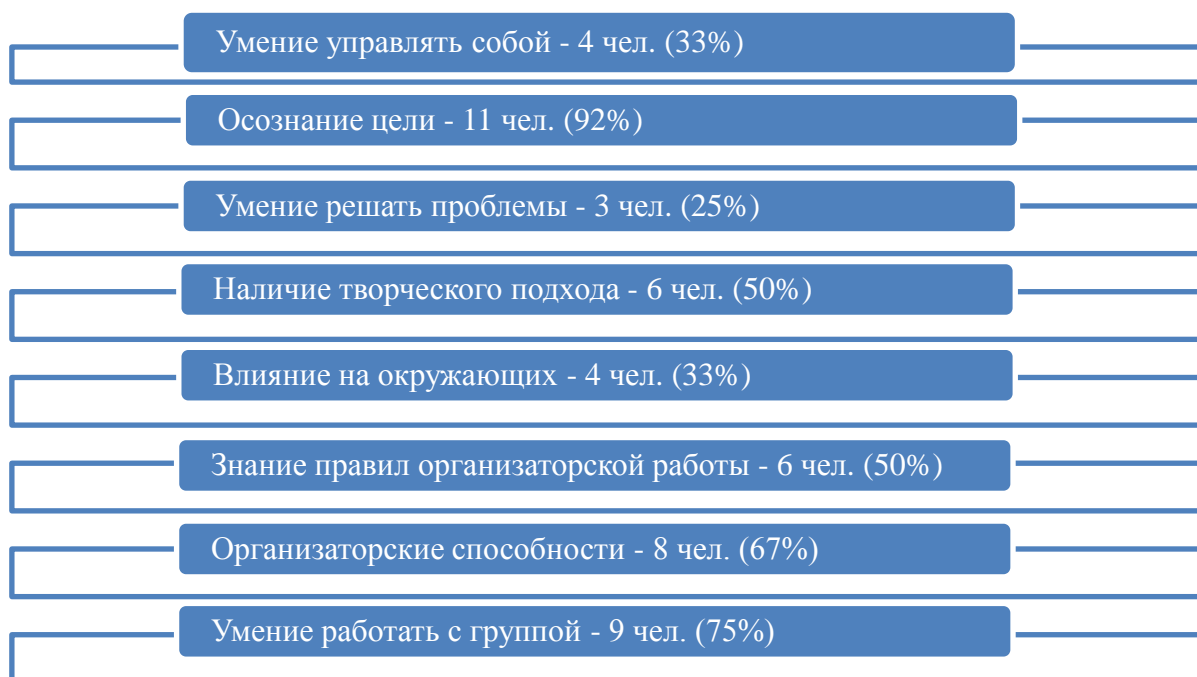 Умение управлять собой - 4 чел. (33%)
Осознание цели - 11 чел. (92%)
Умение решать проблемы - 3 чел. (25%)
Наличие творческого подхода - 6 чел. (50%)
Влияние на окружающих - 4 чел. (33%)
Знание правил организаторской работы - 6 чел. (50%)
Организаторские способности - 8 чел. (67%)
Умение работать с группой - 9 чел. (75%)